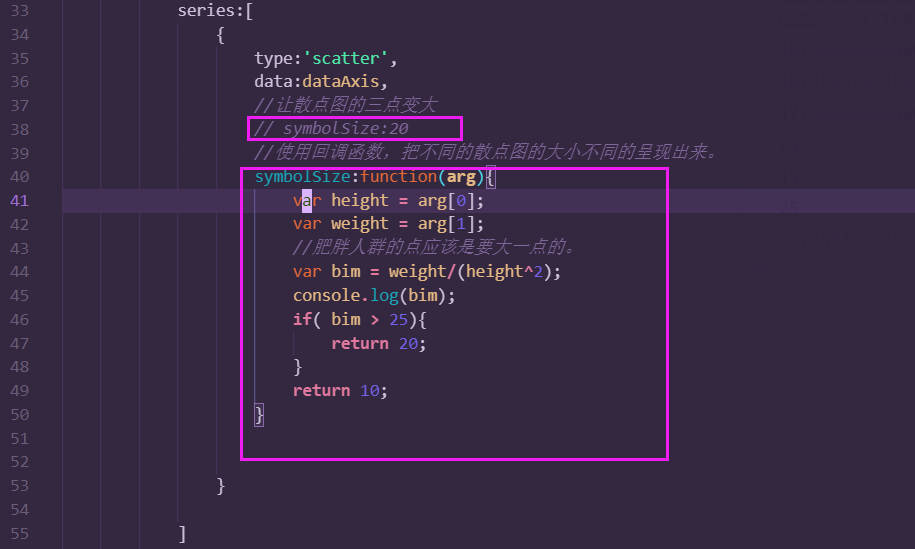 33 series:[
34 {
35 type:'scatter',
36 data:dataAxis,
37 //让散点图的三点变大
38 // symbolSize:20
39 //使用回调函数，把不同的散点图的大小不同的呈现出来。
40 symbolSize:function(arg){
41 var height = arg[0];
42 var weight = arg[1];
43 //肥胖人群的点应该是要大一点的。
44 var bim = weight/(height^2);
45 console.log(bim);
46 if( bim > 25){
47 return 20;
48 }
49 return 10;
50 }
51
52
53 }
54
55 ]